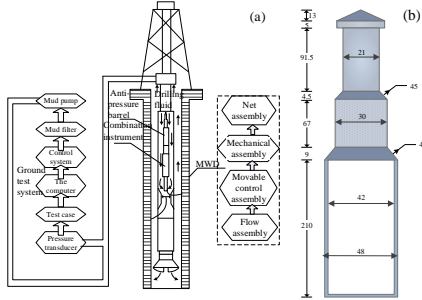 (a)
Anti-
pressure
barrel
Combination
instrument
Drilling
fluid
Mud pump
Mud filter
Control
system
The
computer
Test case
Pressure
transducer
Ground
test
system
MWD
Net
assembly
Mechanical
assembly
Movable
control
assembly
Flow
assembly
(b)
13
5
21
91.5
45
4.5
30
67
9
42
210
48